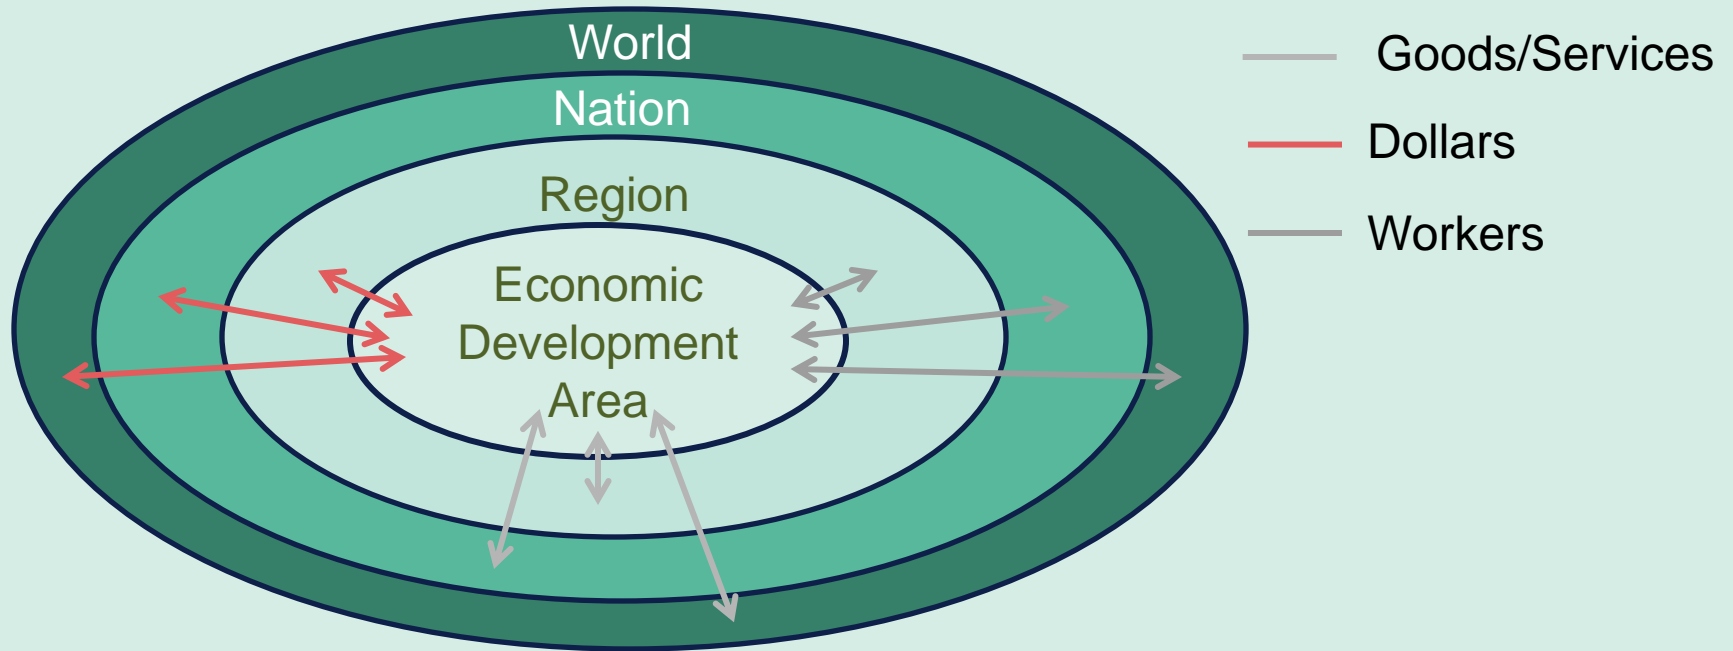 World
Nation
Region
Economic
Development
Area
Goods/Services
Dollars
Workers